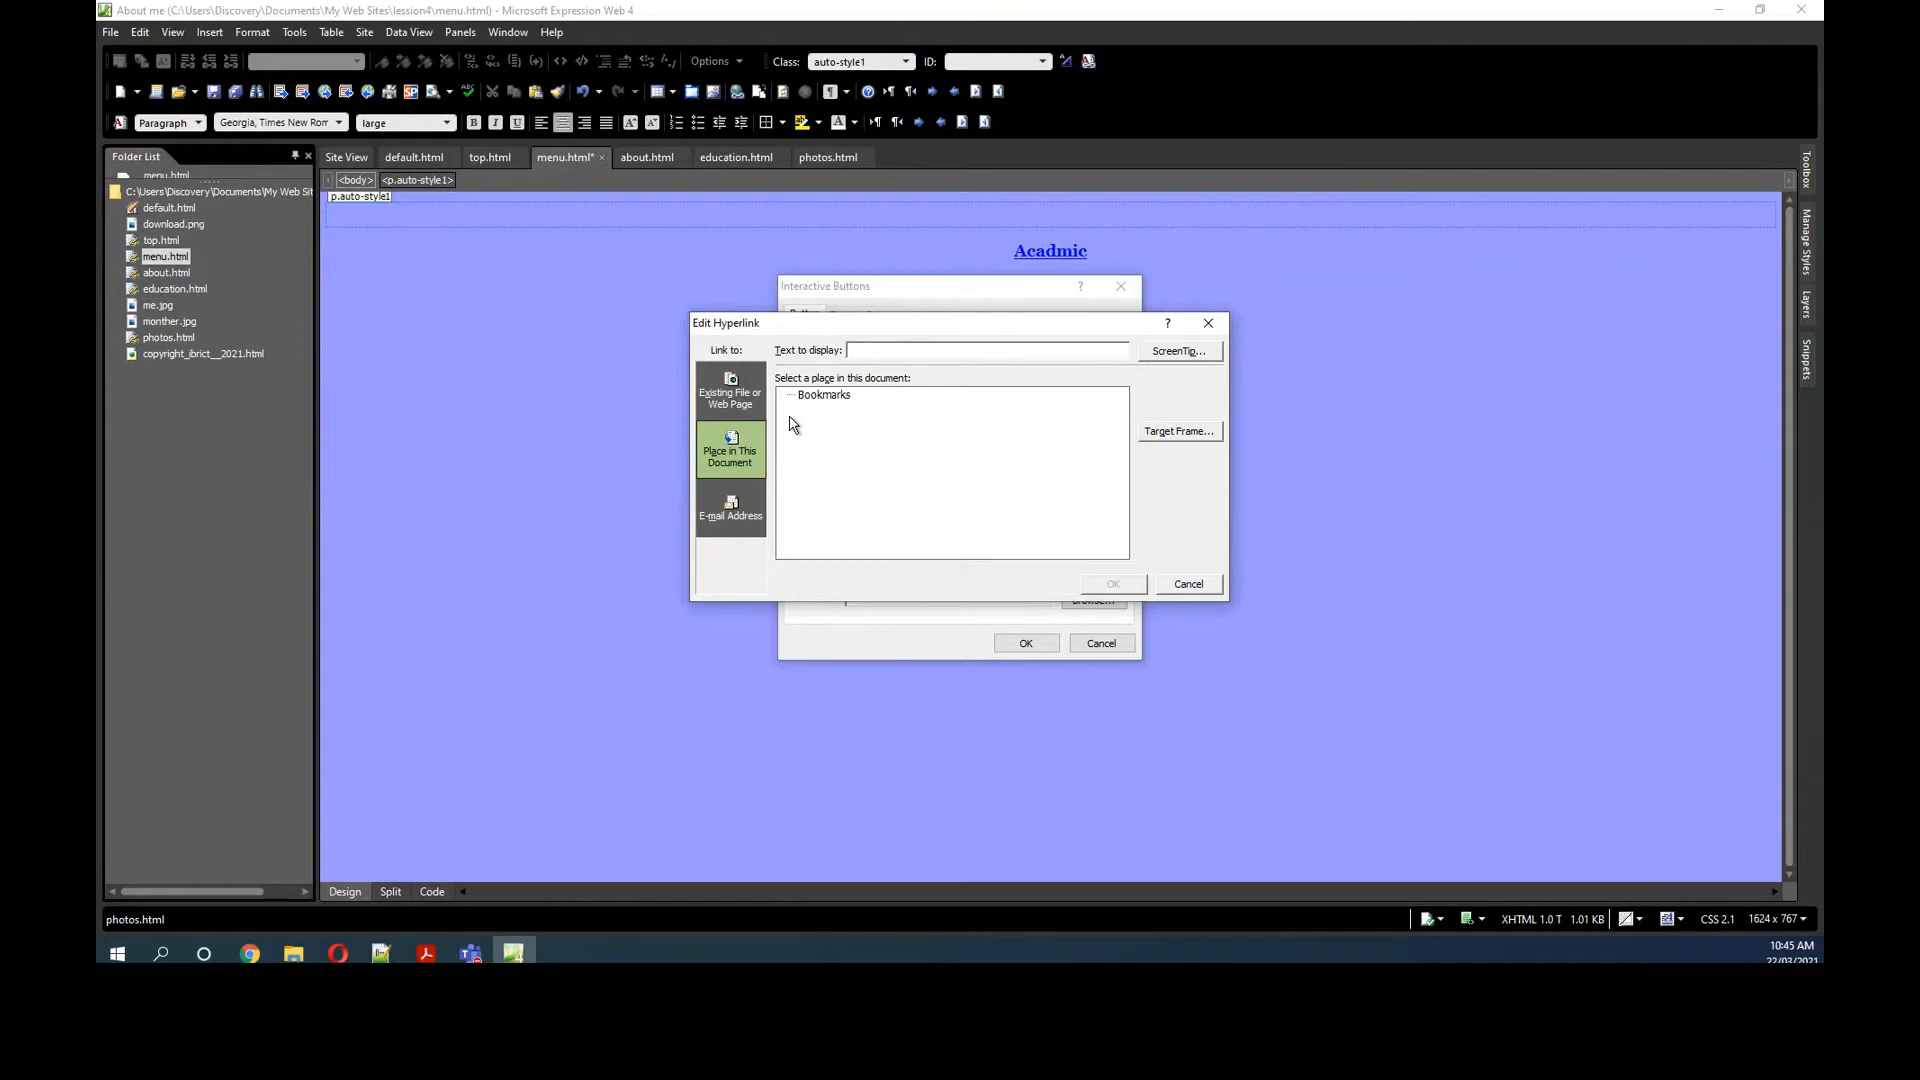 About me (C:\Users\Discovery\Documents\My Web Sites\lession4\menu.html) - Microsoft Expression Web 4
File Edit View Insert Format Tools Table Site Data View Panels Window Help
Options Class: auto-style1 ID:
Paragraph Georgia, Times New Rom large B I U A
Folder List
Site View default.html top.html menu.html* about.html education.html photos.html
menu.html
<body> <p.auto-style1>
C:\Users\Discovery\Documents\My Web Sit
p.auto-style1
default.html
download.png
top.html
menu.html
about.html
education.html
me.jpg
monther.jpg
photos.html
copyright_ibrict__2021.html
Acadmic
Interactive Buttons ?
Edit Hyperlink ?
Link to: Text to display: ScreenTip...
Select a place in this document:
Existing File or
Web Page
Bookmarks
Place in This
Document
Target Frame...
E-mail Address
OK Cancel
OK Cancel
Toolbox
Manage Styles
Layers
Snippets
Design Split Code
photos.html XHTML 1.0 T 1.01 KB CSS 2.1 1624 x 767
10:45 AM
22/03/2021